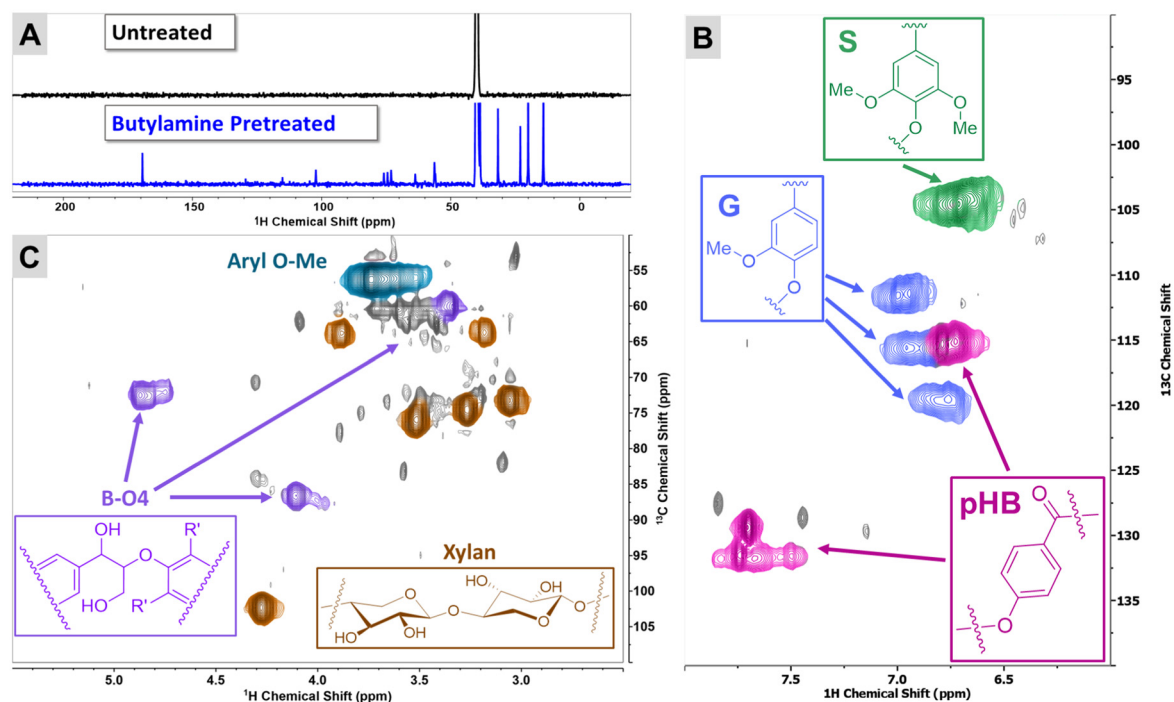 A
Untreated
Butylamine Pretreated
200
150
100
50
0
¹H Chemical Shift (ppm)
B
S
MeO
O
O
Me
G
MeO
O
pHB
O
O
95
100
105
110
115
120
125
130
135
13C Chemical Shift
7.5
7.0
6.5
1H Chemical Shift (ppm)
C
Aryl O-Me
B-O4
OH
R'
O
HO
R'
Xylan
HO
OH
O
O
O
HO
OH
O
O
55
60
65
70
75
80
85
90
95
100
105
¹³C Chemical Shift (ppm)
5.0
4.5
4.0
3.5
3.0
¹H Chemical Shift (ppm)